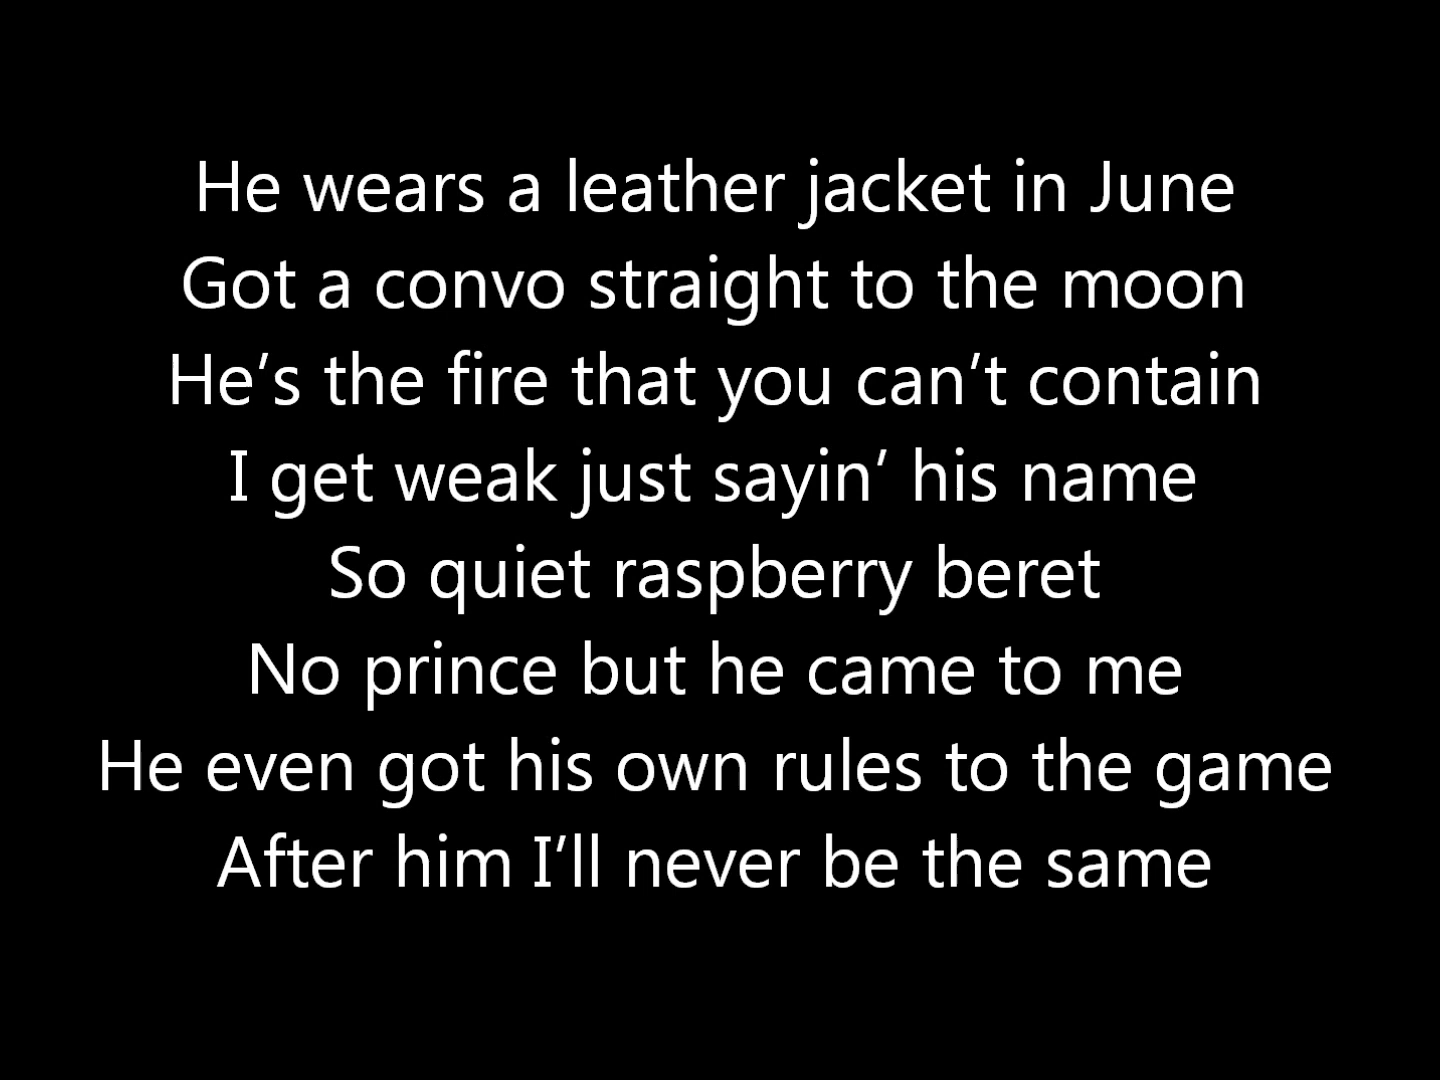 He wears a leather jacket in June
Got a convo straight to the moon
He’s the fire that you can’t contain
I get weak just sayin’ his name
So quiet raspberry beret
No prince but he came to me
He even got his own rules to the game
After him I’ll never be the same